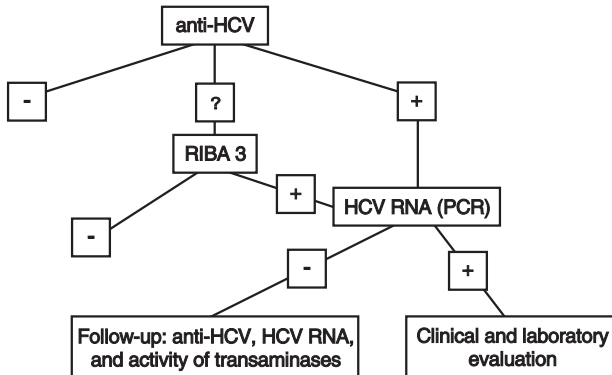 anti-HCV
-
?
+
RIBA 3
-
+
HCV RNA (PCR)
-
+
Follow-up: anti-HCV, HCV RNA,
and activity of transaminases
Clinical and laboratory
evaluation